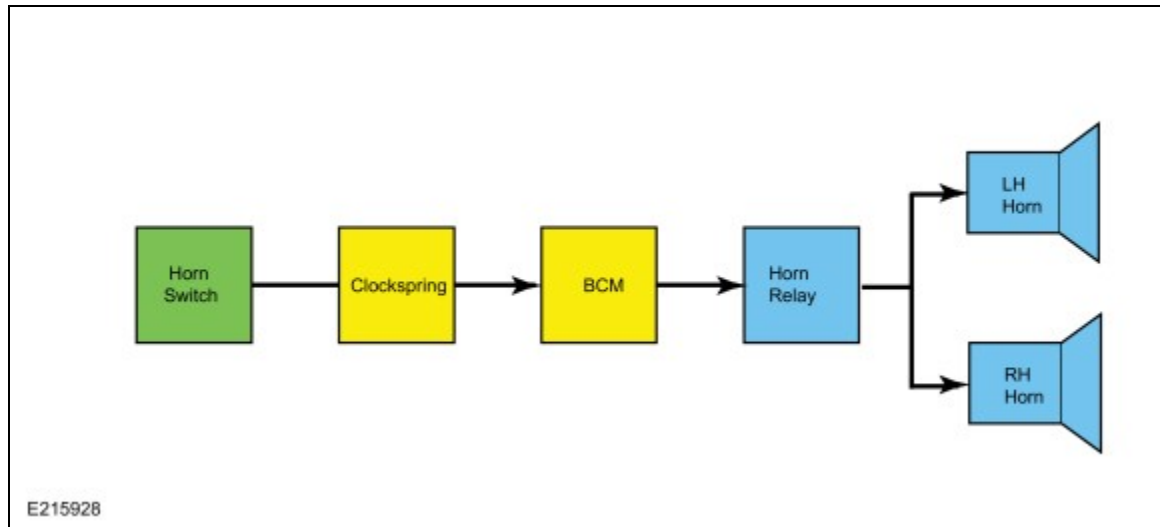 Horn
Switch
Clockspring
BCM
Horn
Relay
LH
Horn
RH
Horn
E215928